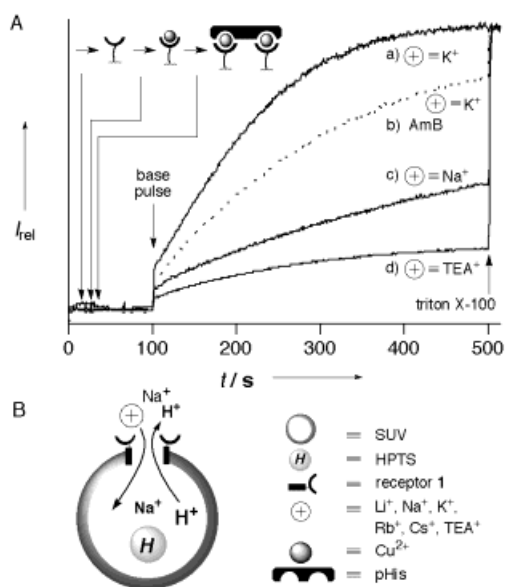 A
a) ⊕=K⁺
⊕=K⁺
b) AmB
c) ⊕=Na⁺
d) ⊕=TEA⁺
base
pulse
I rel
triton X-100
0 100 200 300 400 500
t / s
B
Na⁺
⊕ H⁺
Na⁺ H⁺
H
= SUV
H = HPTS
= receptor 1
⊕ = Li⁺, Na⁺, K⁺,
Rb⁺, Cs⁺, TEA⁺
= Cu²⁺
= pHis